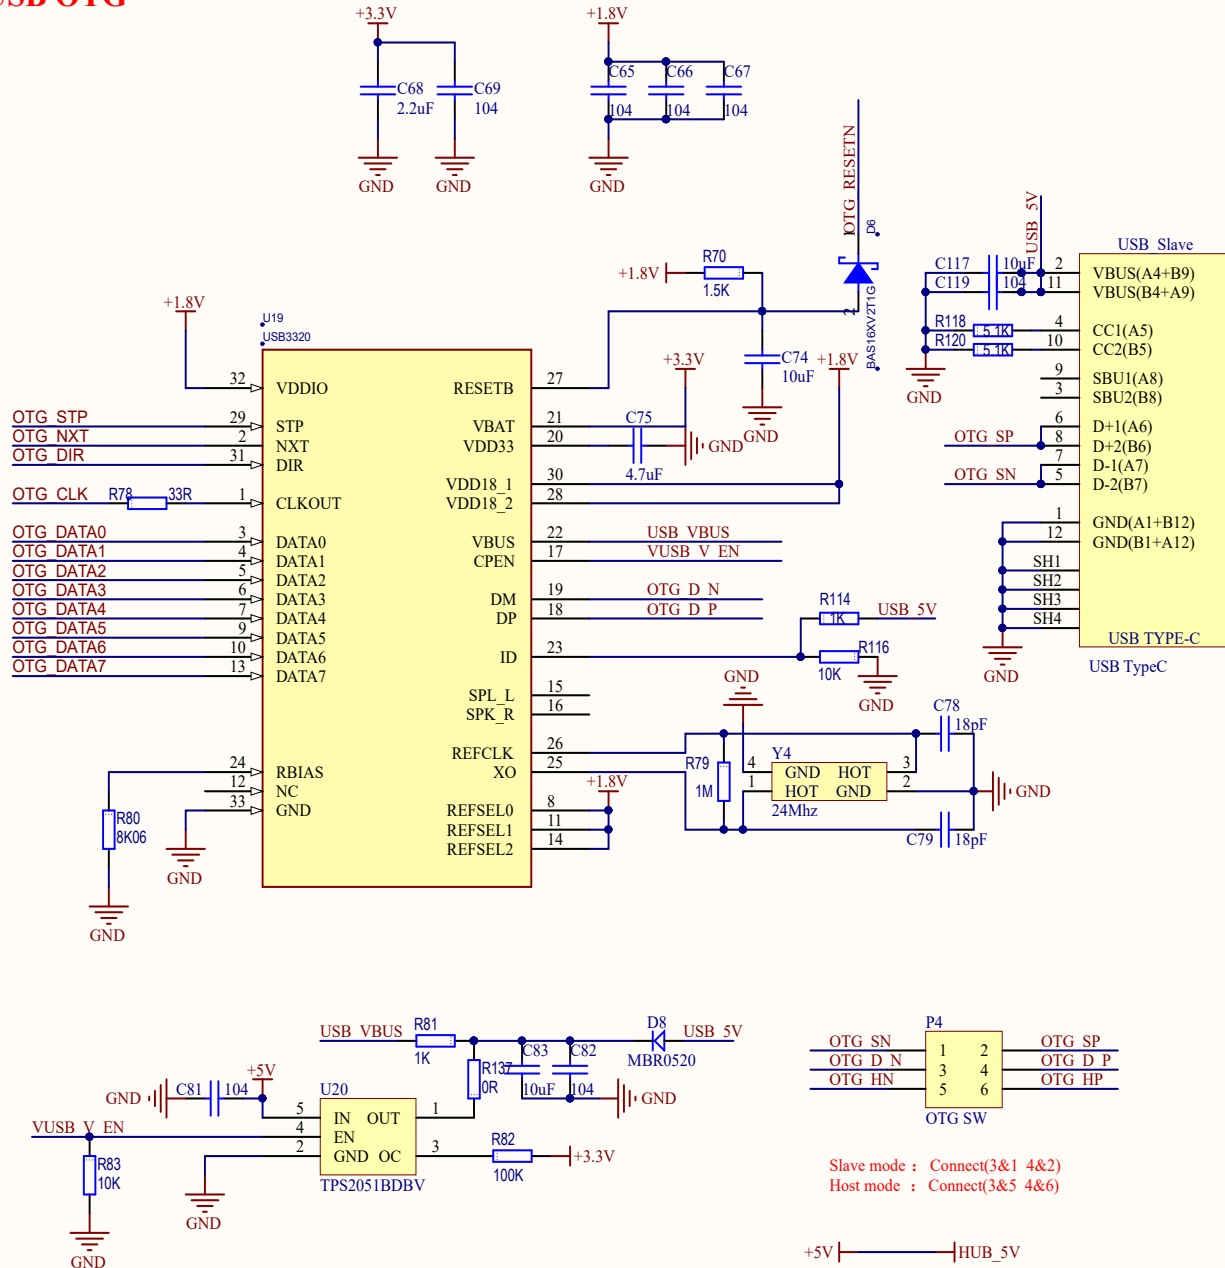 USB OTG
+3.3V
C68
2.2uF
C69
104
GND
GND
+1.8V
C65
104
C66
104
C67
104
GND
OTG_RESETN
1
D6
2
BAS16XV2T1G
+1.8V
R70
1.5K
C74
10uF
GND
+1.8V
+3.3V
C75
4.7uF
GND
USB_5V
USB_Slave
C117
10uF
C119
104
R118
5.1K
R120
5.1K
GND
2 VBUS(A4+B9)
11 VBUS(B4+A9)
4 CC1(A5)
10 CC2(B5)
9 SBU1(A8)
3 SBU2(B8)
OTG_SP
6 D+1(A6)
8 D+2(B6)
OTG_SN
7 D-1(A7)
5 D-2(B7)
1 GND(A1+B12)
12 GND(B1+A12)
SH1
SH2
SH3
SH4
GND
USB TYPE-C
USB TypeC
+1.8V
U19
USB3320
32 VDDIO
OTG_STP 29 STP
OTG_NXT 2 NXT
OTG_DIR 31 DIR
OTG_CLK R78 33R 1 CLKOUT
OTG_DATA0 3 DATA0
OTG_DATA1 4 DATA1
OTG_DATA2 5 DATA2
OTG_DATA3 6 DATA3
OTG_DATA4 7 DATA4
OTG_DATA5 9 DATA5
OTG_DATA6 10 DATA6
OTG_DATA7 13 DATA7
24 RBIAS
12 NC
33 GND
R80
8K06
GND
GND
RESETB 27
VBAT 21
VDD33 20
VDD18_1 30
VDD18_2 28
VBUS 22 USB_VBUS
CPEN 17 VUSB_V_EN
DM 19 OTG_D_N
DP 18 OTG_D_P
ID 23
SPL_L 15
SPK_R 16
REFCLK 26
XO 25
REFSEL0 8
REFSEL1 11
REFSEL2 14
+1.8V
R114
1K
USB_5V
R116
10K
GND
GND
R79
1M
Y4
4 GND HOT 3
1 HOT GND 2
24Mhz
C78
18pF
C79
18pF
GND
USB_VBUS
R81
1K
R137
0R
C83
10uF
C82
104
D8
MBR0520
USB_5V
GND
GND
C81
104
+5V
U20
5 IN OUT 1
VUSB_V_EN 4 EN
2 GND OC 3
TPS2051BDBV
R82
100K
+3.3V
R83
10K
GND
GND
P4
OTG_SN 1 2 OTG_SP
OTG_D_N 3 4 OTG_D_P
OTG_HN 5 6 OTG_HP
OTG SW
Slave mode： Connect(3&1 4&2)
Host mode ： Connect(3&5 4&6)
+5V
HUB_5V